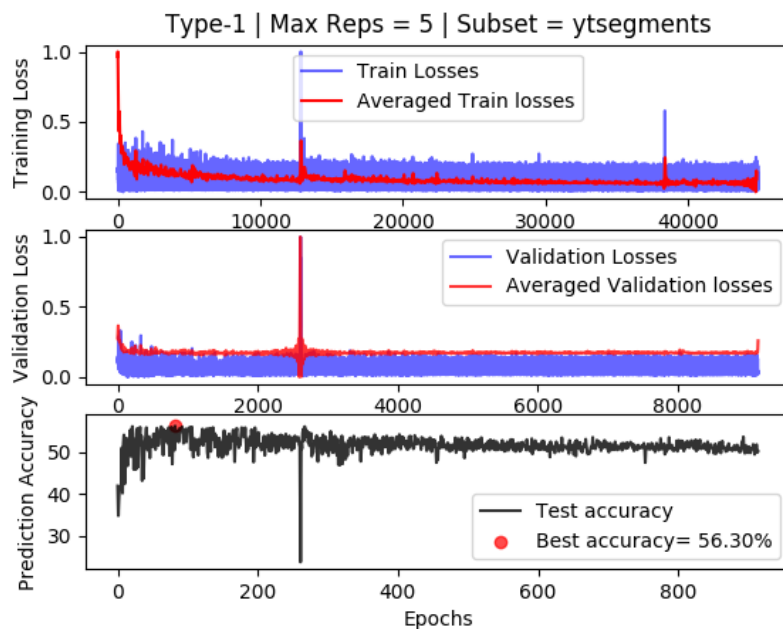 Type-1 | Max Reps = 5 | Subset = ytsegments
Training Loss
1.0
0.5
0.0
Train Losses
Averaged Train losses
0 10000 20000 30000 40000
Validation Loss
1.0
0.5
0.0
Validation Losses
Averaged Validation losses
0 2000 4000 6000 8000
Prediction Accuracy
50
40
30
Test accuracy
Best accuracy= 56.30%
0 200 400 600 800
Epochs